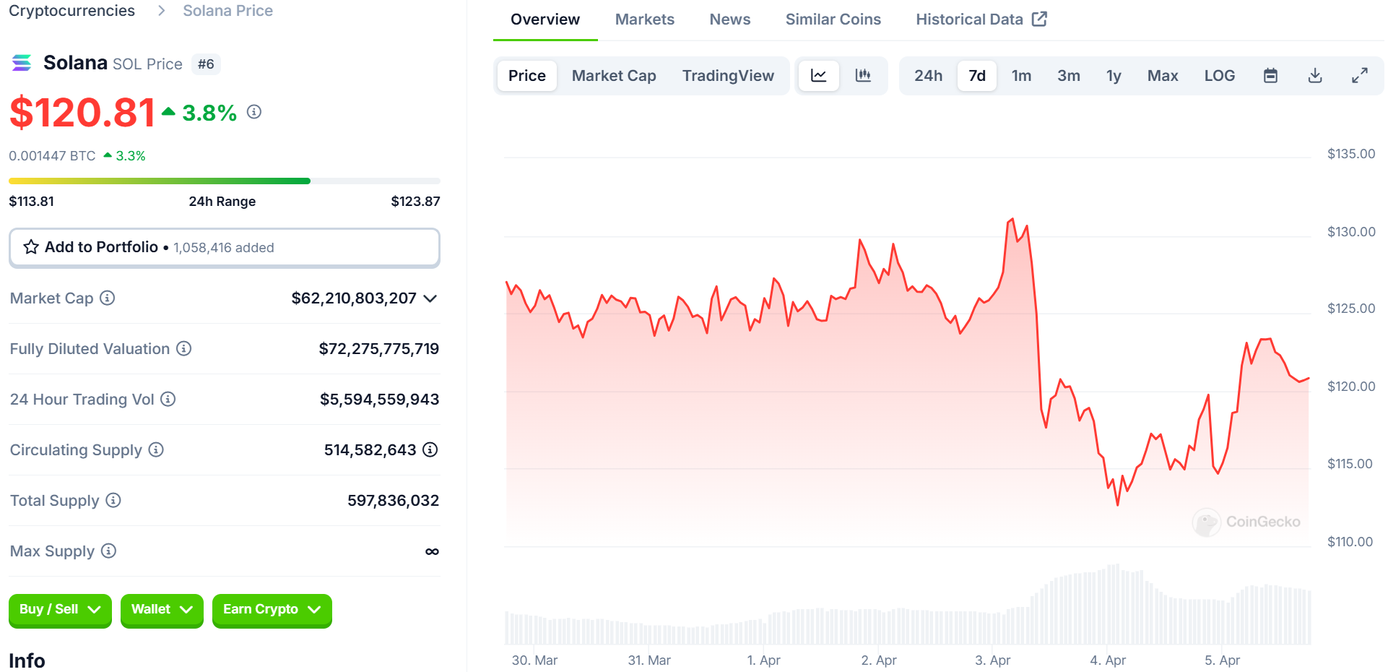 Cryptocurrencies > Solana Price
Solana SOL Price #6
$120.81 3.8%
0.001447 BTC 3.3%
$113.81 24h Range $123.87
Add to Portfolio • 1,058,416 added
Market Cap $62,210,803,207
Fully Diluted Valuation $72,275,775,719
24 Hour Trading Vol $5,594,559,943
Circulating Supply 514,582,643
Total Supply 597,836,032
Max Supply ∞
Buy / Sell Wallet Earn Crypto
Info
Overview Markets News Similar Coins Historical Data
Price Market Cap TradingView 24h 7d 1m 3m 1y Max LOG
$135.00
$130.00
$125.00
$120.00
$115.00
CoinGecko
$110.00
30. Mar 31. Mar 1. Apr 2. Apr 3. Apr 4. Apr 5. Apr